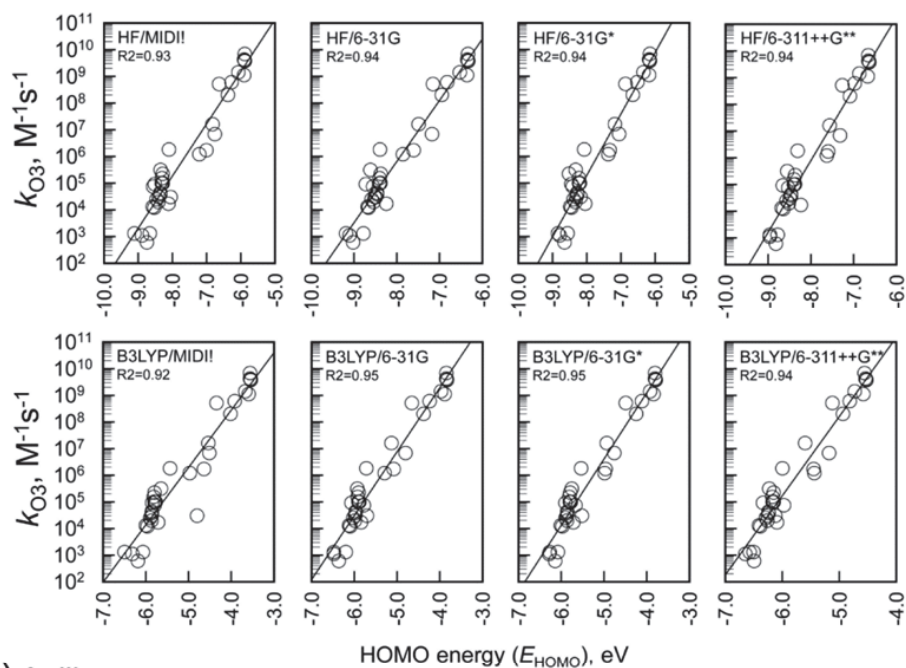 HF/MIDI!
R2=0.93
HF/6-31G
R2=0.94
HF/6-31G*
R2=0.94
HF/6-311++G**
R2=0.94
kO3, M-1s-1
10¹¹
10¹⁰
10⁹
10⁸
10⁷
10⁶
10⁵
10⁴
10³
10²
-10.0 -9.0 -8.0 -7.0 -6.0 -5.0
-10.0 -9.0 -8.0 -7.0 -6.0
-10.0 -9.0 -8.0 -7.0 -6.0 -5.0
-10.0 -9.0 -8.0 -7.0 -6.0
B3LYP/MIDI!
R2=0.92
B3LYP/6-31G
R2=0.95
B3LYP/6-31G*
R2=0.95
B3LYP/6-311++G**
R2=0.94
kO3, M-1s-1
10¹¹
10¹⁰
10⁹
10⁸
10⁷
10⁶
10⁵
10⁴
10³
10²
-7.0 -6.0 -5.0 -4.0 -3.0
-7.0 -6.0 -5.0 -4.0 -3.0
-7.0 -6.0 -5.0 -4.0 -3.0
-7.0 -6.0 -5.0 -4.0
HOMO energy (EHOMO), eV